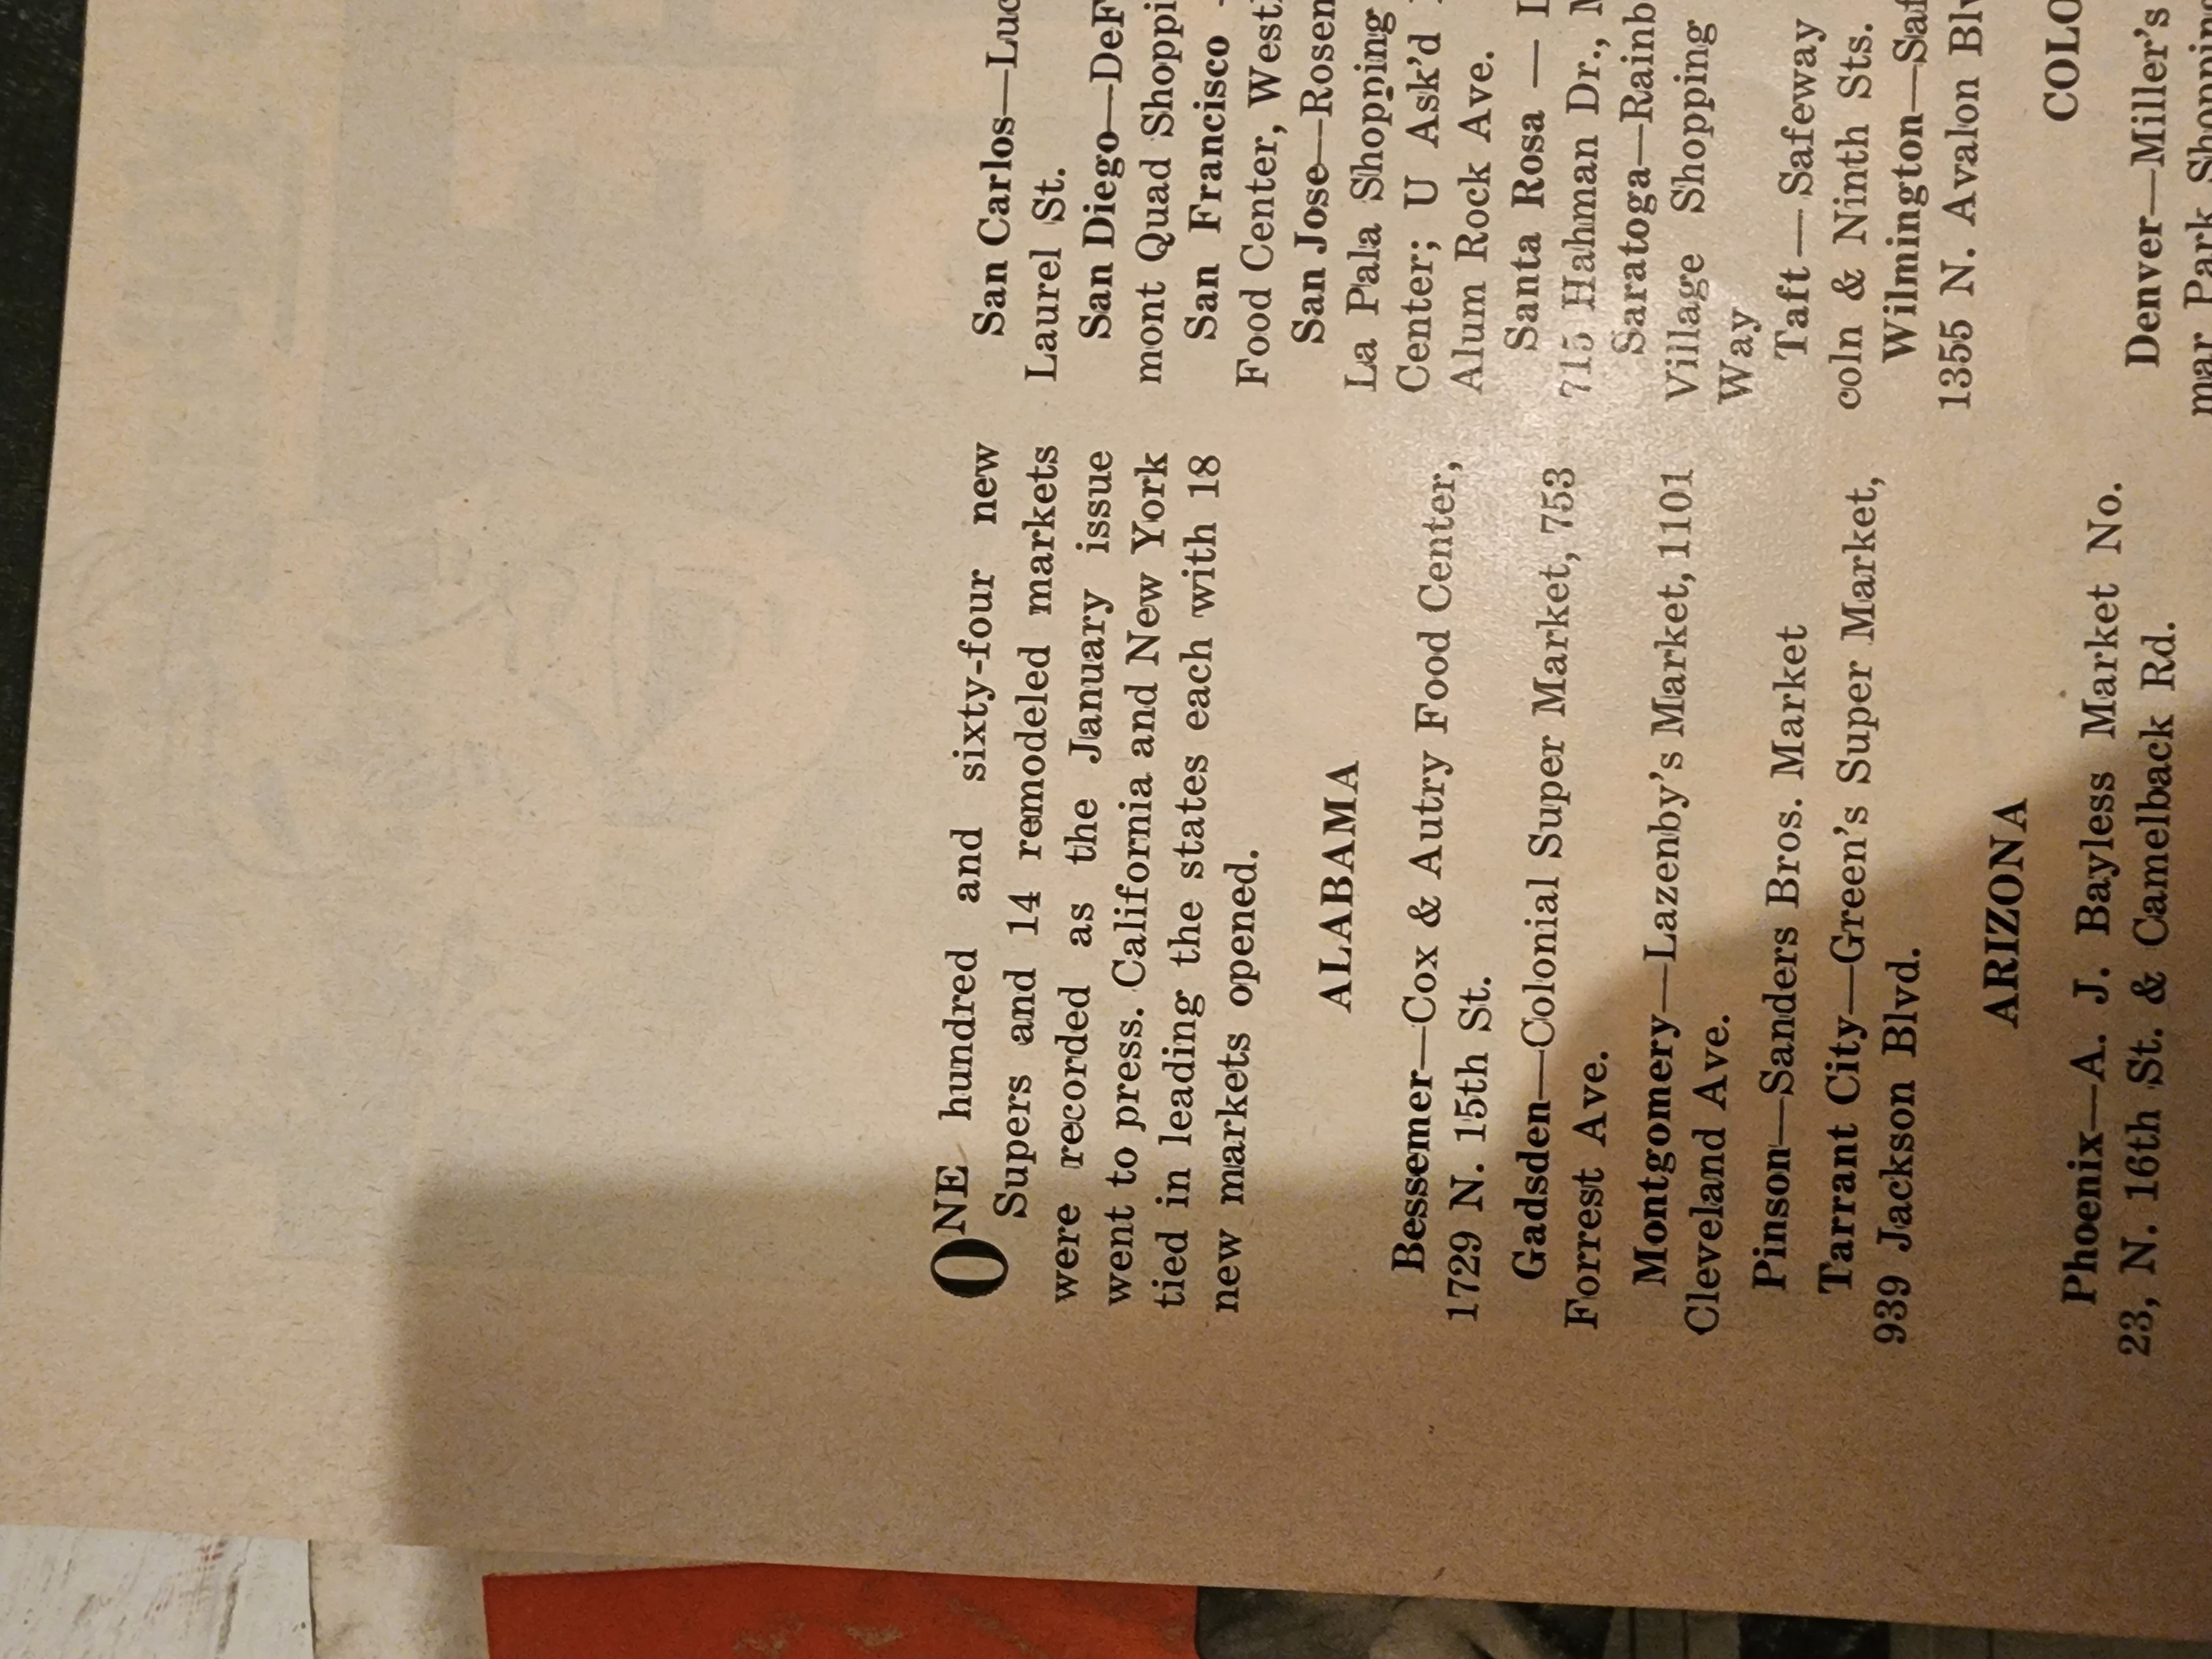 ONE hundred and sixty-four new
Supers and 14 remodeled markets
were recorded as the January issue
went to press. California and New York
tied in leading the states each with 18
new markets opened.
ALABAMA
Bessemer—Cox & Autry Food Center,
1729 N. 15th St.
Gadsden—Colonial Super Market, 753
Forrest Ave.
Montgomery—Lazenby's Market, 1101
Cleveland Ave.
Pinson—Sanders Bros. Market
Tarrant City—Green's Super Market,
939 Jackson Blvd.
ARIZONA
Phoenix—A. J. Bayless Market No.
23, N. 16th St. & Camelback Rd.
San Carlos—
Laurel St.
San Diego—
mont Quad
San Francisco
Food Center,
San Jose—
La Pala Shopping
Center; U Ask'd
Alum Rock Ave.
Santa Rosa —
715 Hahman Dr.,
Saratoga—
Village Shopping
Way
Taft—Safeway
coln & Ninth Sts.
Wilmington—
1355 N. Avalon
Denver—Miller's
mar Park